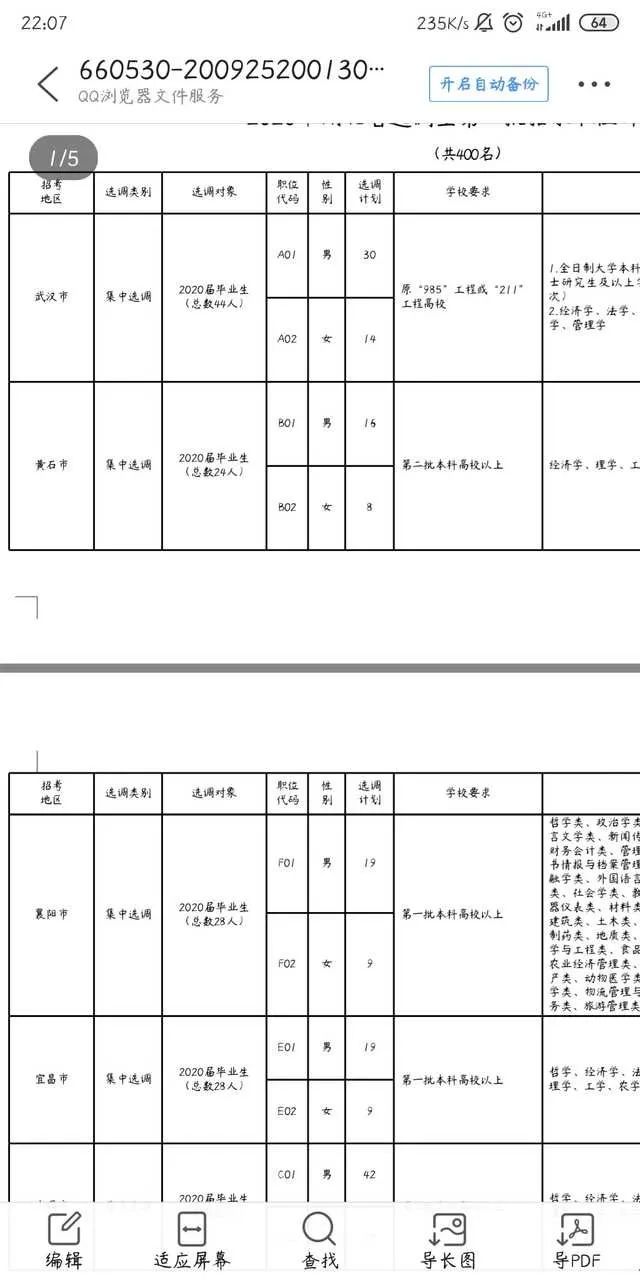 22:07
235K/s
4G+
64
660530-200925200130…
QQ浏览器文件服务
开启自动备份
1/5
(共400名)
招考地区 选调类别 选调对象 职位代码 性别 选调计划 学校要求
武汉市 集中选调 2020届毕业生(总数44人)
A01 男 30
A02 女 14
原“985”工程或“211”
工程高校
1.全日制大学本科
士研究生及以上学
次)
2.经济学、法学、
学、管理学
黄石市 集中选调 2020届毕业生(总数24人)
B01 男 16
B02 女 8
第二批本科高校以上
经济学、理学、工
招考地区 选调类别 选调对象 职位代码 性别 选调计划 学校要求
襄阳市 集中选调 2020届毕业生(总数28人)
F01 男 19
F02 女 9
第一批本科高校以上
哲学类、政治学类
言文学类、新闻传
财务会计类、管理
书情报与档案管理
融学类、外国语言
类、社会学类、教
器仪表类、材料类
建筑类、土木类、
制药类、地质类、
学与工程类、食品
农业经济管理类、
产类、动物医学类
学类、物流管理与
务类、旅游管理类
宜昌市 集中选调 2020届毕业生(总数28人)
E01 男 19
E02 女 9
第一批本科高校以上
哲学、经济学、法
理学、工学、农学
C01 男 42
2020届毕业生
哲学、经济学、法
编辑 适应屏幕 查找 导长图 导PDF